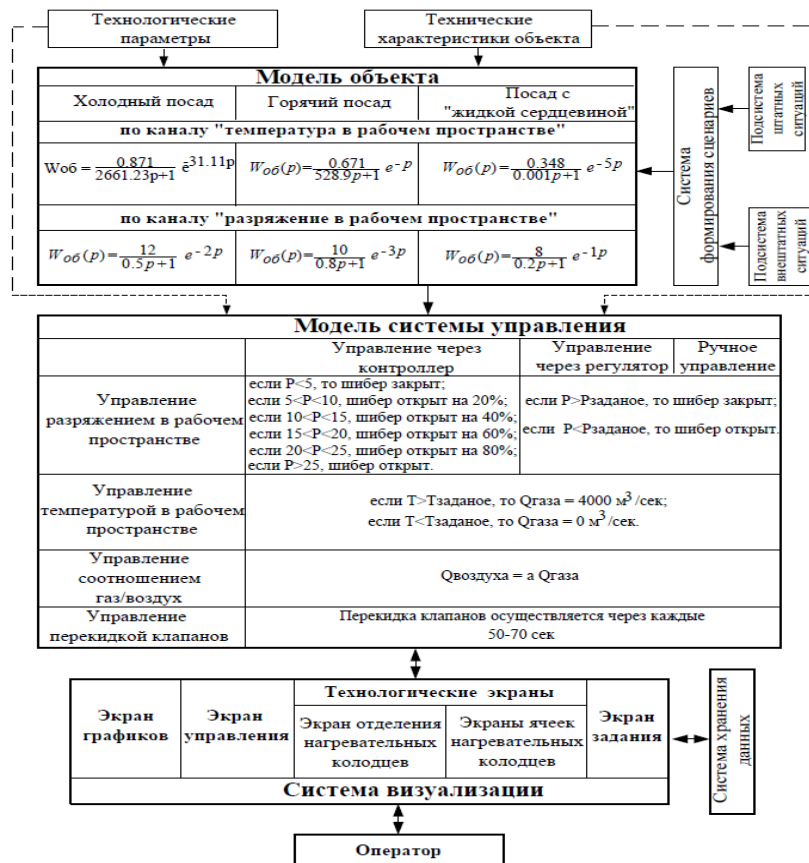 Технологические
параметры
Технические
характеристики объекта
Модель объекта
Холодный посад
Горячий посад
Посад с
"жидкой сердцевиной"
по каналу "температура в рабочем пространстве"
Wоб = 0.871 / 2661.23p+1 ē31.11p
Wоб(p) = 0.671 / 528.9p+1 e-p
Wоб(p) = 0.348 / 0.001p+1 e-5p
по каналу "разряжение в рабочем пространстве"
Wоб(p) = 12 / 0.5p+1 e-2p
Wоб(p) = 10 / 0.8p+1 e-3p
Wоб(p) = 8 / 0.2p+1 e-1p
Система
формирования сценариев
Подсистема
штатных
ситуаций
Подсистема
внештатных
ситуаций
Модель системы управления
Управление через
контроллер
Управление
через регулятор
Ручное
управление
Управление
разряжением в рабочем
пространстве
если P<5, то шибер закрыт;
если 5<P<10, шибер открыт на 20%;
если 10<P<15, шибер открыт на 40%;
если 15<P<20, шибер открыт на 60%;
если 20<P<25, шибер открыт на 80%;
если P>25, шибер открыт.
если P>Pзаданое, то шибер закрыт;
если P<Pзаданое, то шибер открыт.
Управление
температурой в рабочем
пространстве
если T>Tзаданое, то Qгаза = 4000 м3/сек;
если T<Tзаданое, то Qгаза = 0 м3/сек.
Управление
соотношением
газ/воздух
Qвоздуха = a Qгаза
Управление
перекидкой клапанов
Перекидка клапанов осуществляется через каждые
50-70 сек
Экран
графиков
Экран
управления
Технологические экраны
Экран отделения
нагревательных
колодцев
Экраны ячеек
нагревательных
колодцев
Экран
задания
Система визуализации
Система хранения
данных
Оператор